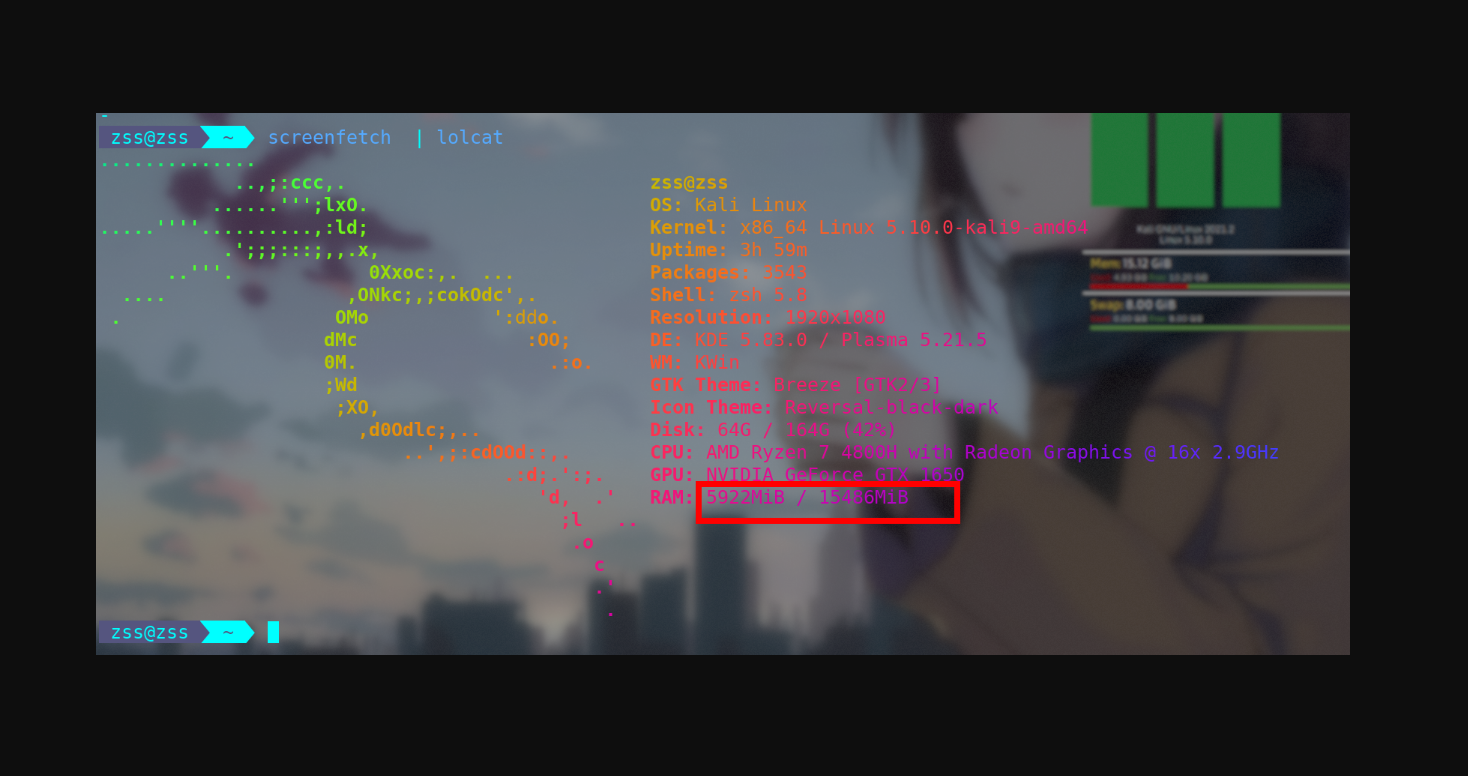 zss@zss ~ screenfetch  | lolcat
..............
            ..,;:ccc,.
          ......''';lxO.
.....''''..........,:ld;
           .';;;:::;,,.x,
      ..'''.            0Xxoc:,.  ...
  ....                ,ONkc;,;cokOdc',.
 .                   OMo           ':ddo.
                    dMc               :OO;
                    0M.                 .:o.
                    ;Wd
                     ;XO,
                       ,d0Odlc;,..
                           ..',;:cdOOd::,.
                                    .:d;.':;.
                                       'd,  .'
                                         ;l   ..
                                          .o
                                            c
                                            .'
                                             .
zss@zss
OS: Kali Linux
Kernel: x86_64 Linux 5.10.0-kali9-amd64
Uptime: 3h 59m
Packages: 3543
Shell: zsh 5.8
Resolution: 1920x1080
DE: KDE 5.83.0 / Plasma 5.21.5
WM: KWin
GTK Theme: Breeze [GTK2/3]
Icon Theme: Reversal-black-dark
Disk: 64G / 164G (42%)
CPU: AMD Ryzen 7 4800H with Radeon Graphics @ 16x 2.9GHz
GPU: NVIDIA GeForce GTX 1650
RAM: 5922MiB / 15486MiB
Kali GNU/Linux 2021.2
Linux 5.10.0
Mem: 15.12 GiB
Swap: 8.00 GiB
zss@zss ~